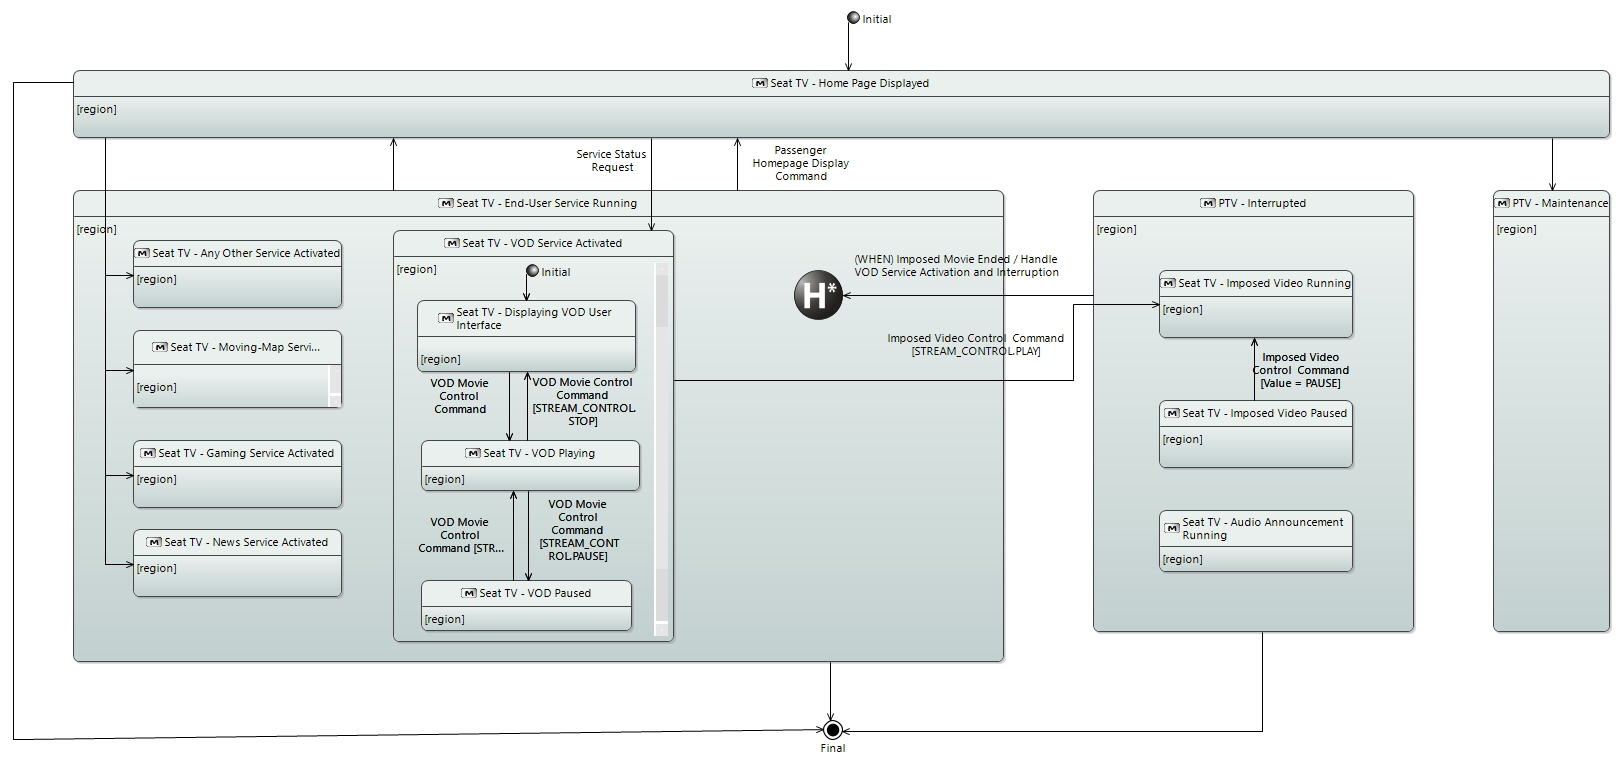 Initial
M Seat TV - Home Page Displayed
[region]
Service Status
Request
Passenger
Homepage Display
Command
M Seat TV - End-User Service Running
[region]
M Seat TV - Any Other Service Activated
[region]
M Seat TV - Moving-Map Servi...
[region]
M Seat TV - Gaming Service Activated
[region]
M Seat TV - News Service Activated
[region]
M Seat TV - VOD Service Activated
[region]
Initial
M Seat TV - Displaying VOD User
Interface
[region]
VOD Movie
Control
Command
VOD Movie Control
Command
[STREAM_CONTROL.
STOP]
M Seat TV - VOD Playing
[region]
VOD Movie
Control
Command [STR...
VOD Movie
Control
Command
[STREAM_CONT
ROL.PAUSE]
M Seat TV - VOD Paused
[region]
H*
(WHEN) Imposed Movie Ended / Handle
VOD Service Activation and Interruption
Imposed Video Control Command
[STREAM_CONTROL.PLAY]
M PTV - Interrupted
[region]
M Seat TV - Imposed Video Running
[region]
Imposed Video
Control Command
[Value = PAUSE]
M Seat TV - Imposed Video Paused
[region]
M Seat TV - Audio Announcement
Running
[region]
M PTV - Maintenance
[region]
Final